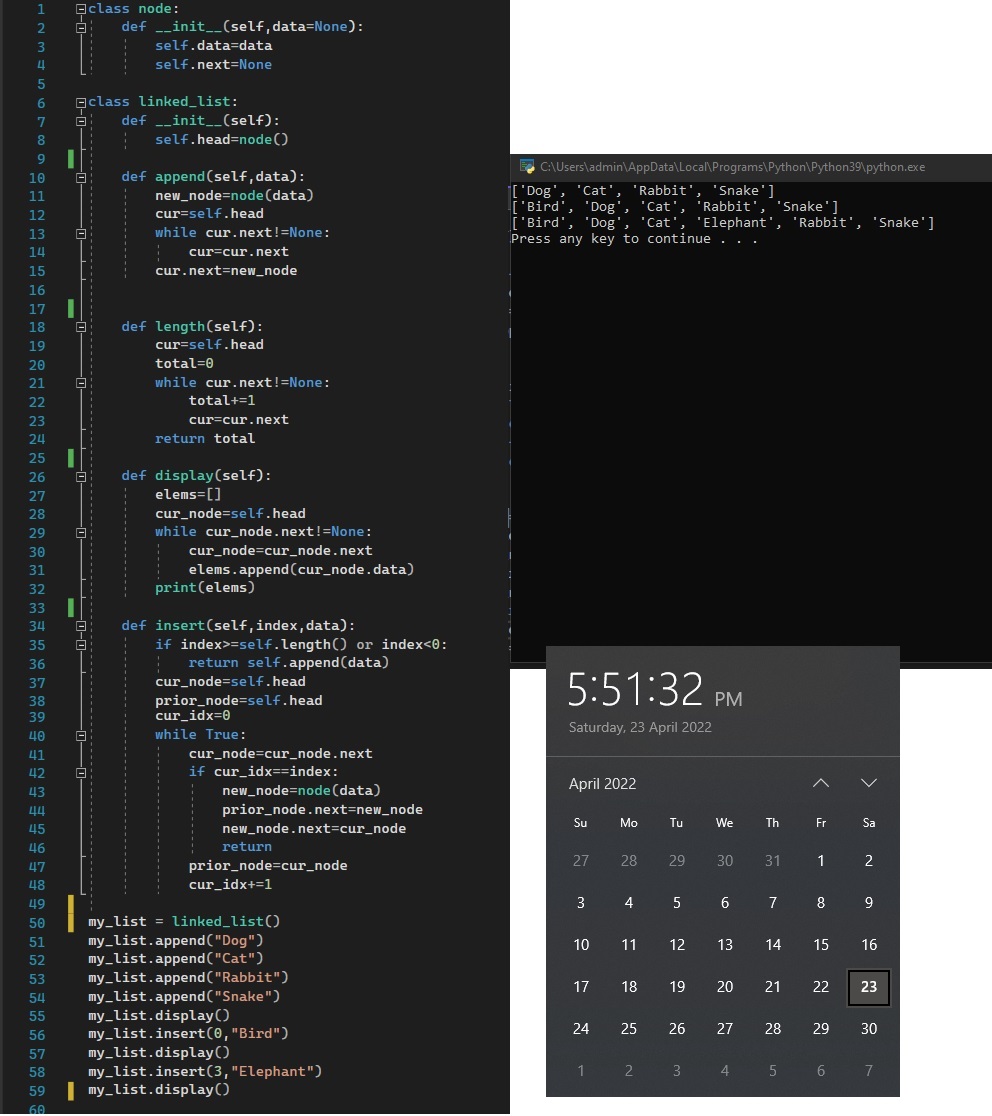 1 class node:
2     def __init__(self,data=None):
3         self.data=data
4         self.next=None
5
6 class linked_list:
7     def __init__(self):
8         self.head=node()
9
10     def append(self,data):
11         new_node=node(data)
12         cur=self.head
13         while cur.next!=None:
14             cur=cur.next
15         cur.next=new_node
16
17
18     def length(self):
19         cur=self.head
20         total=0
21         while cur.next!=None:
22             total+=1
23             cur=cur.next
24         return total
25
26     def display(self):
27         elems=[]
28         cur_node=self.head
29         while cur_node.next!=None:
30             cur_node=cur_node.next
31             elems.append(cur_node.data)
32         print(elems)
33
34     def insert(self,index,data):
35         if index>=self.length() or index<0:
36             return self.append(data)
37         cur_node=self.head
38         prior_node=self.head
39         cur_idx=0
40         while True:
41             cur_node=cur_node.next
42             if cur_idx==index:
43                 new_node=node(data)
44                 prior_node.next=new_node
45                 new_node.next=cur_node
46                 return
47             prior_node=cur_node
48             cur_idx+=1
49
50 my_list = linked_list()
51 my_list.append("Dog")
52 my_list.append("Cat")
53 my_list.append("Rabbit")
54 my_list.append("Snake")
55 my_list.display()
56 my_list.insert(0,"Bird")
57 my_list.display()
58 my_list.insert(3,"Elephant")
59 my_list.display()
60
C:\Users\admin\AppData\Local\Programs\Python\Python39\python.exe
['Dog', 'Cat', 'Rabbit', 'Snake']
['Bird', 'Dog', 'Cat', 'Rabbit', 'Snake']
['Bird', 'Dog', 'Cat', 'Elephant', 'Rabbit', 'Snake']
Press any key to continue . . .
5:51:32 PM
Saturday, 23 April 2022
April 2022
Su Mo Tu We Th Fr Sa
27 28 29 30 31 1 2
3 4 5 6 7 8 9
10 11 12 13 14 15 16
17 18 19 20 21 22 23
24 25 26 27 28 29 30
1 2 3 4 5 6 7